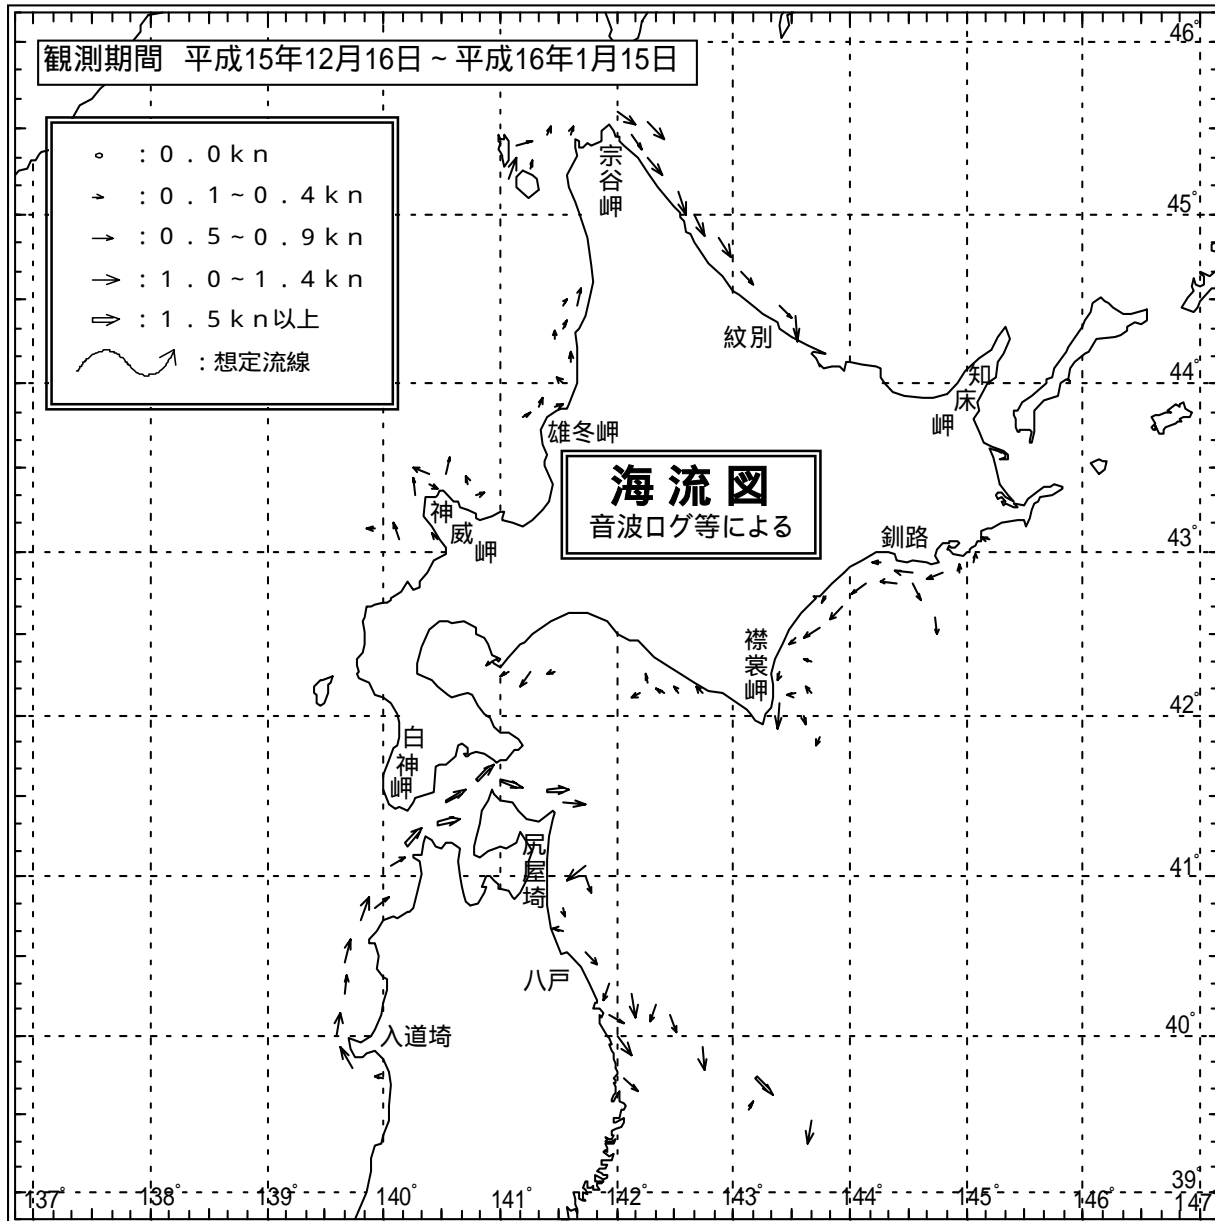 観測期間 平成15年12月16日~平成16年1月15日
:0.0kn
:0.1~0.4kn
:0.5~0.9kn
:1.0~1.4kn
:1.5kn以上
:想定流線
海流図
音波ログ等による
宗谷岬
紋別
知床岬
雄冬岬
神威岬
釧路
襟裳岬
白神岬
尻屋埼
八戸
入道埼
46°
45°
44°
43°
42°
41°
40°
39°
137°
138°
139°
140°
141°
142°
143°
144°
145°
146°
147°